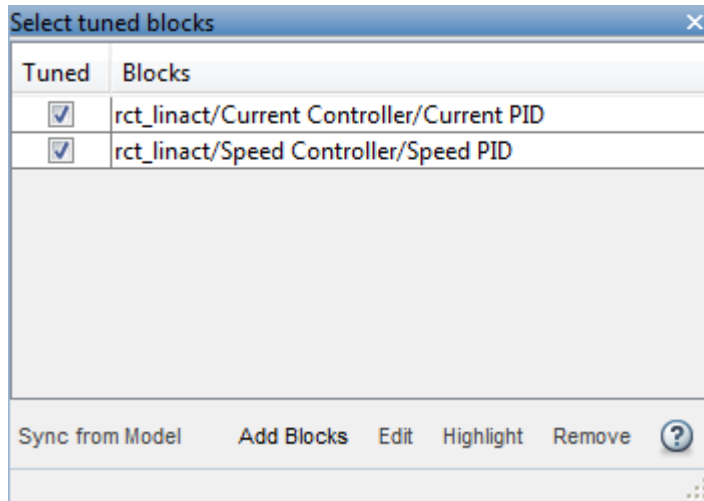 Select tuned blocks
Tuned Blocks
rct_linact/Current Controller/Current PID
rct_linact/Speed Controller/Speed PID
Sync from Model Add Blocks Edit Highlight Remove ?